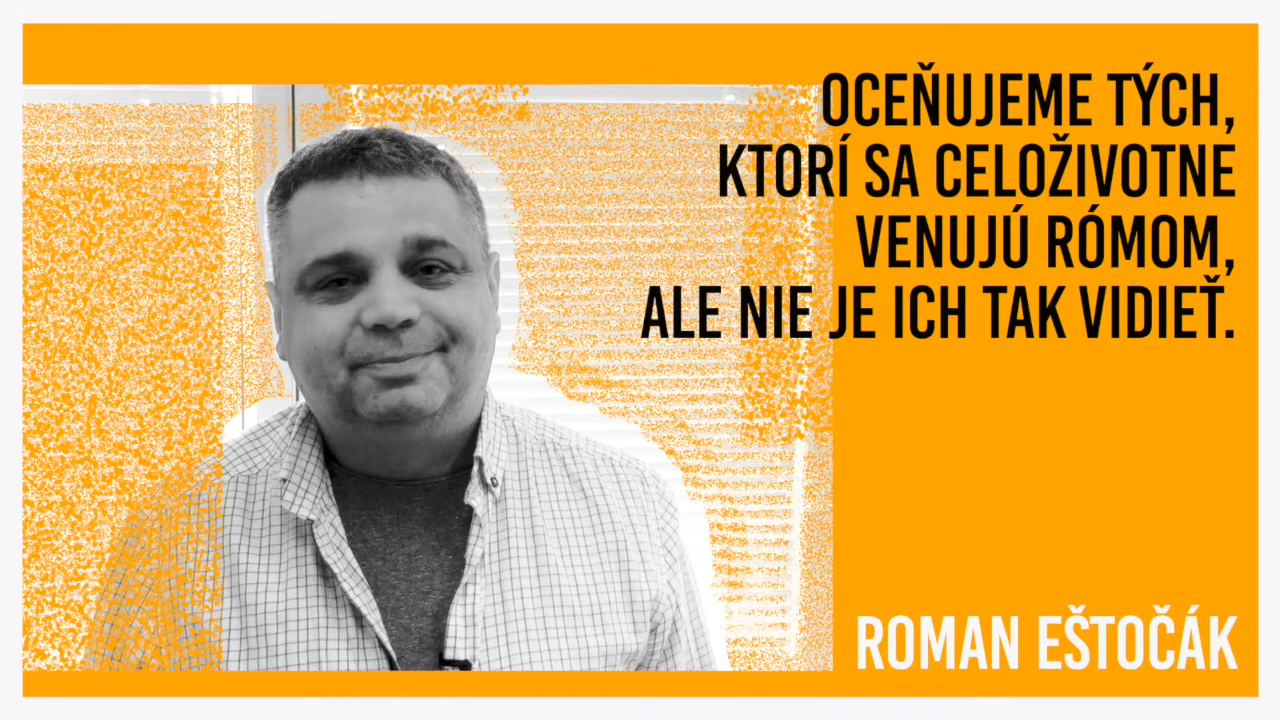 OCEŇUJEME TÝCH,
KTORÍ SA CELOŽIVOTNE
VENUJÚ RÓMOM,
ALE NIE JE ICH TAK VIDIEŤ.
ROMAN EŠTOČÁK